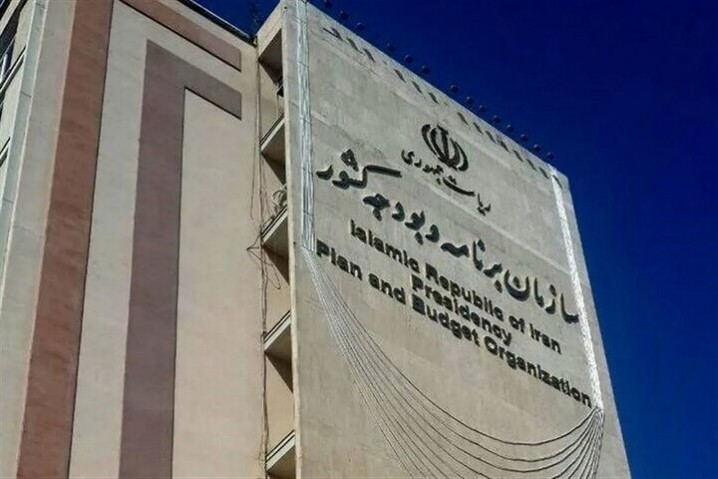 ریاست جمهوری
سازمان برنامه و بودجه کشور
Islamic Republic of Iran
Presidency
Plan and Budget Organization